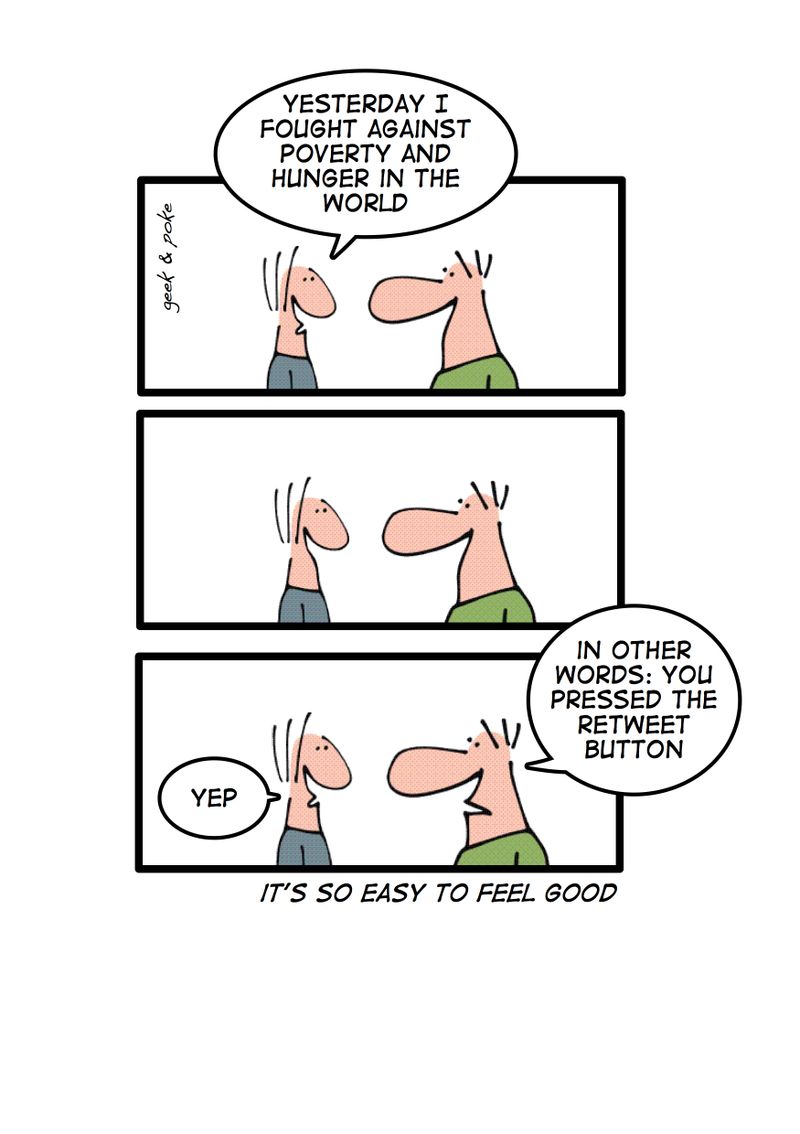 YESTERDAY I
FOUGHT AGAINST
POVERTY AND
HUNGER IN THE
WORLD
geek & poke
IN OTHER
WORDS: YOU
PRESSED THE
RETWEET
BUTTON
YEP
IT'S SO EASY TO FEEL GOOD